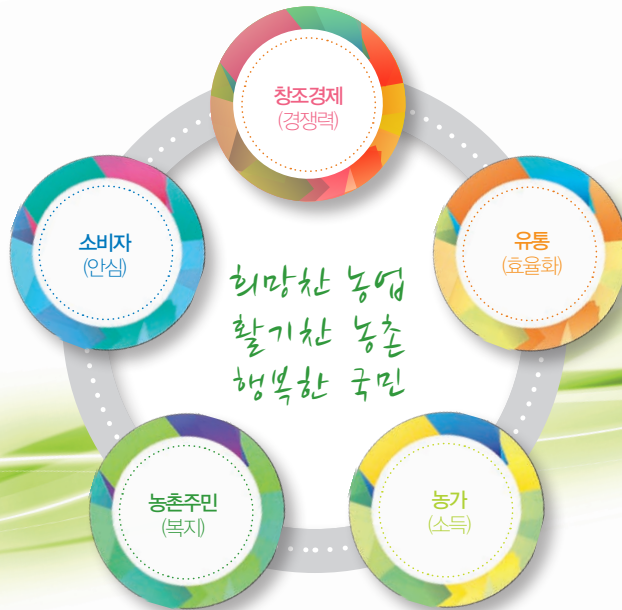 창조경제
(경쟁력)
소비자
(안심)
유통
(효율화)
희망찬 농업
활기찬 농촌
행복한 국민
농촌주민
(복지)
농가
(소득)